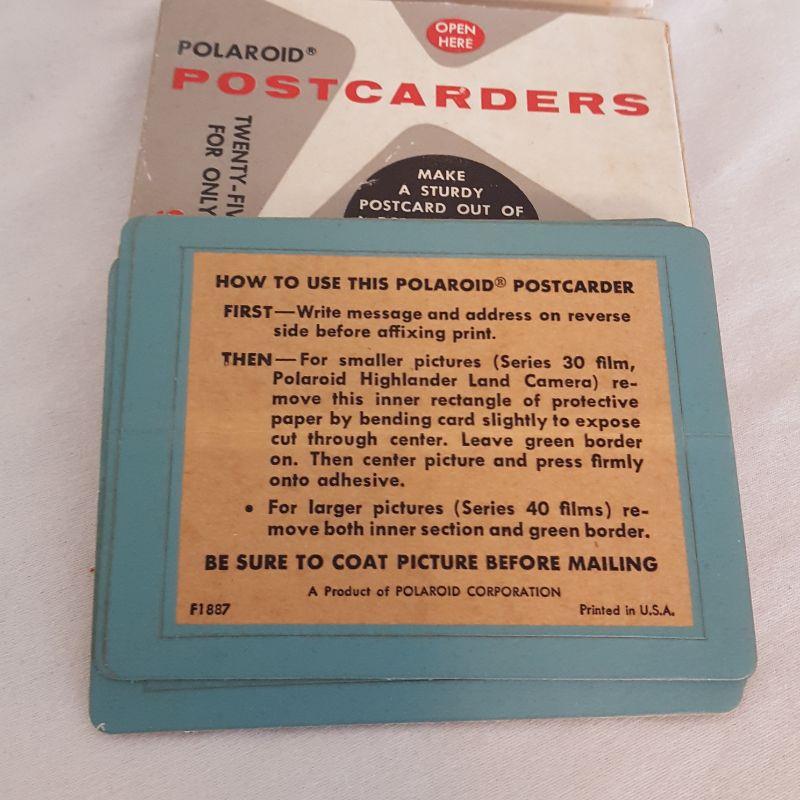 OPEN
HERE
POLAROID®
POSTCARDERS
TWENTY-FIV
FOR ONLY
MAKE
A STURDY
POSTCARD OUT OF
HOW TO USE THIS POLAROID® POSTCARDER
FIRST—Write message and address on reverse
side before affixing print.
THEN—For smaller pictures (Series 30 film,
Polaroid Highlander Land Camera) re-
move this inner rectangle of protective
paper by bending card slightly to expose
cut through center. Leave green border
on. Then center picture and press firmly
onto adhesive.
• For larger pictures (Series 40 films) re-
move both inner section and green border.
BE SURE TO COAT PICTURE BEFORE MAILING
A Product of POLAROID CORPORATION
F1887
Printed in U.S.A.